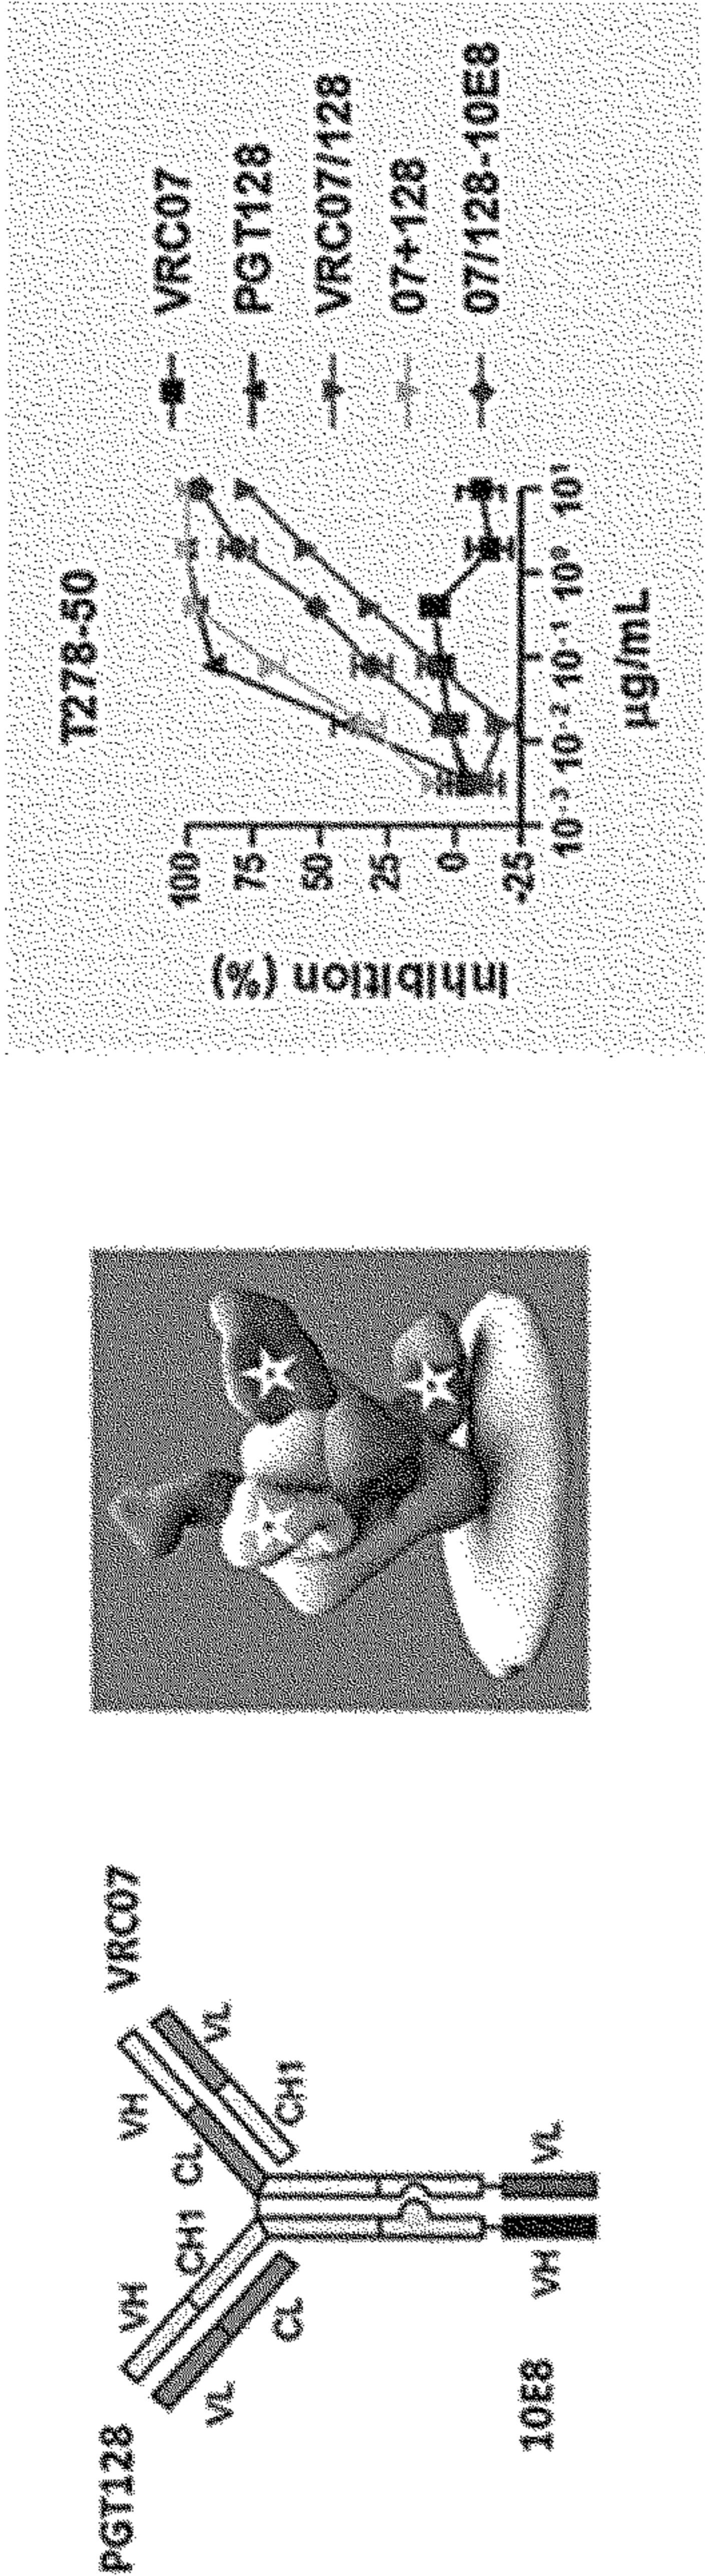 PGT128
VRC07
VH
VH
CH1
CL
VL
VL
CL
CH1
10E8
VH
VL
T278-50
Inhibition (%)
100
75
50
25
0
-25
10⁻³ 10⁻² 10⁻¹ 10⁰ 10¹
µg/mL
VRC07
PGT128
VRC07/128
07+128
07/128-10E8